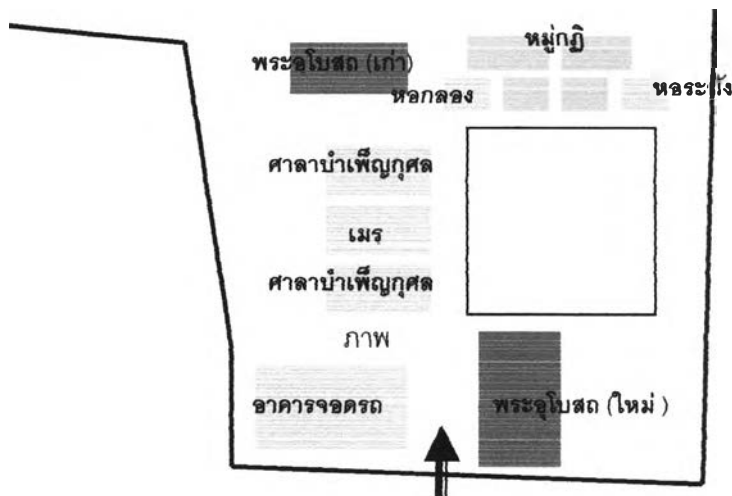 หมู่กุฏิ
พระอุโบสถ (เก่า)
หอกลอง
หอระฆัง
ศาลาบำเพ็ญกุศล
เมรุ
ศาลาบำเพ็ญกุศล
ภาพ
อาคารจอดรถ
พระอุโบสถ (ใหม่ )